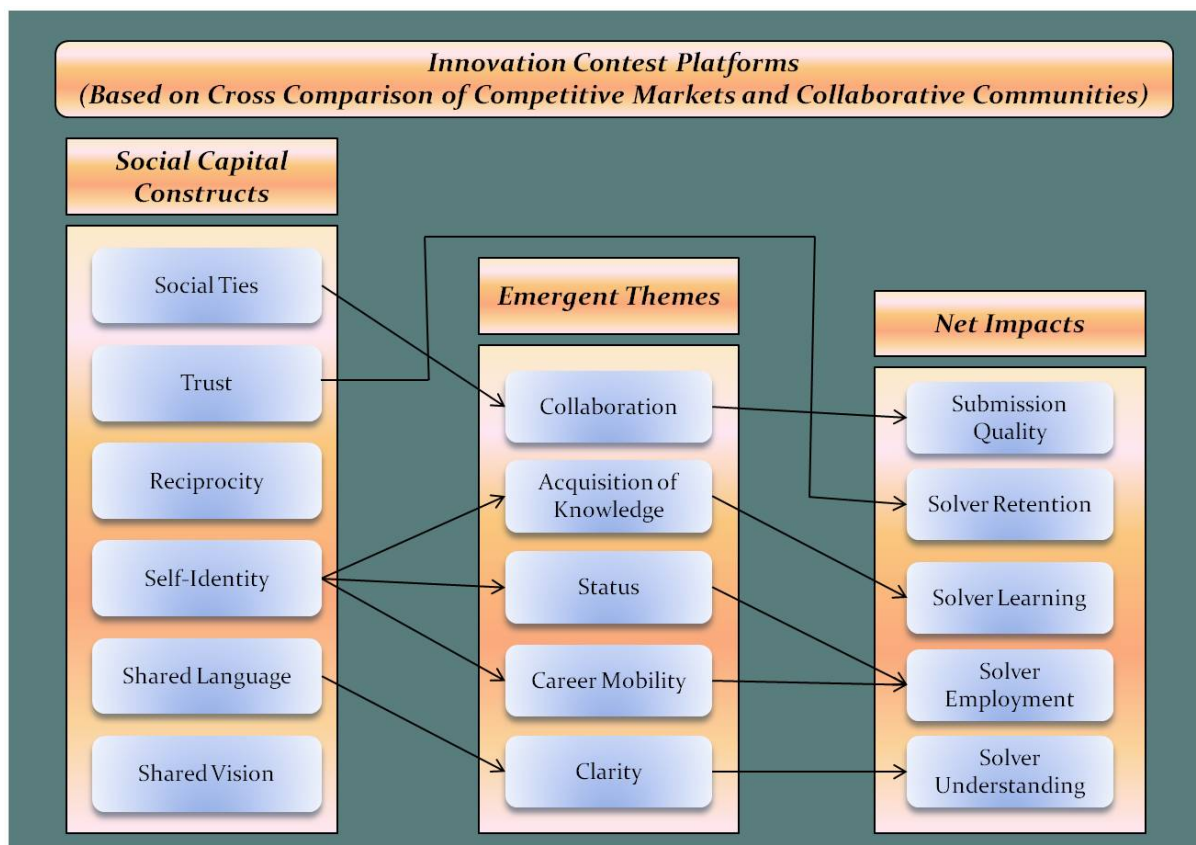 Innovation Contest Platforms
(Based on Cross Comparison of Competitive Markets and Collaborative Communities)
Social Capital
Constructs
Social Ties
Trust
Reciprocity
Self-Identity
Shared Language
Shared Vision
Emergent Themes
Collaboration
Acquisition of
Knowledge
Status
Career Mobility
Clarity
Net Impacts
Submission
Quality
Solver Retention
Solver Learning
Solver
Employment
Solver
Understanding